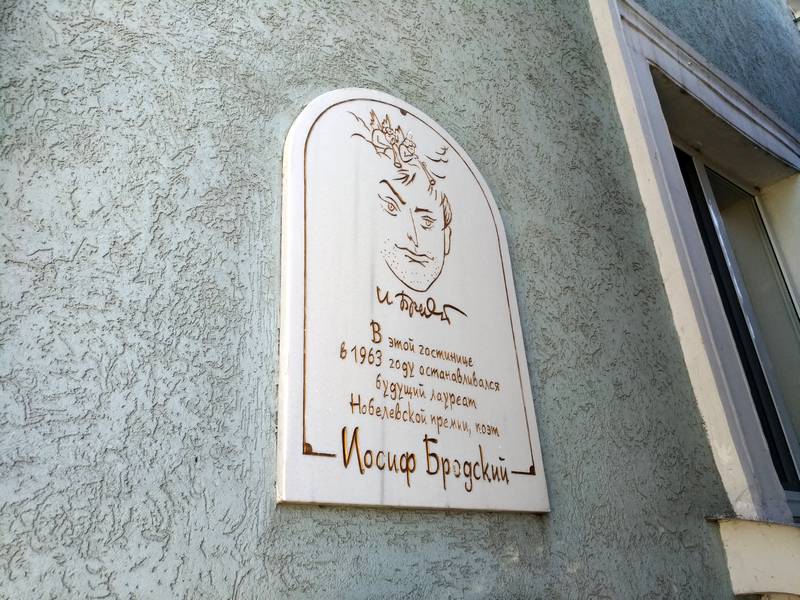 В этой гостинице
в 1963 году останавливался
будущий лауреат
Нобелевской премии, поэт
Иосиф Бродский